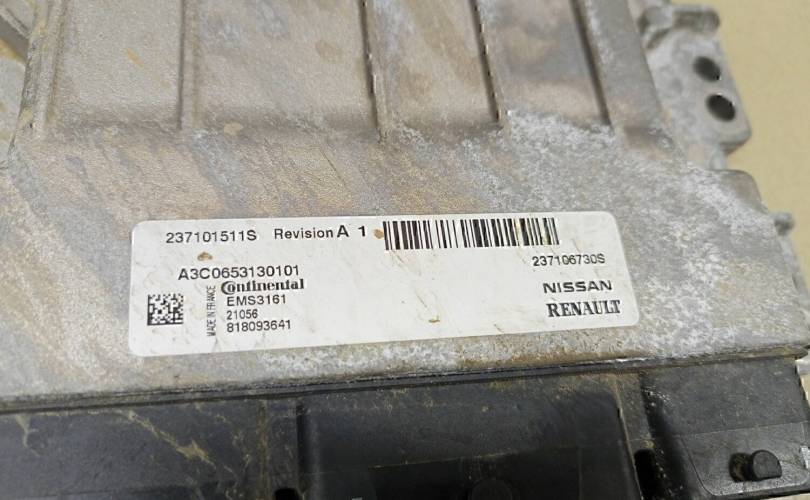 237101511S Revision A 1
237106730S
A3C0653130101
Continental
EMS3161
21056
818093641
MADE IN FRANCE
NISSAN
RENAULT